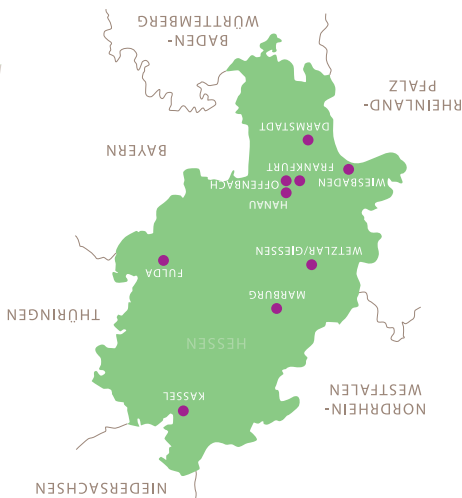 NIEDERSACHSEN
NORDRHEIN-
WESTFALEN
KASSEL
HESSEN
THÜRINGEN
MARBURG
FULDA
WETZLAR/GIESSEN
HANAU
WIESBADEN
OFFENBACH
FRANKFURT
BAYERN
DARMSTADT
RHEINLAND-
PFALZ
BADEN-
WÜRTTEMBERG